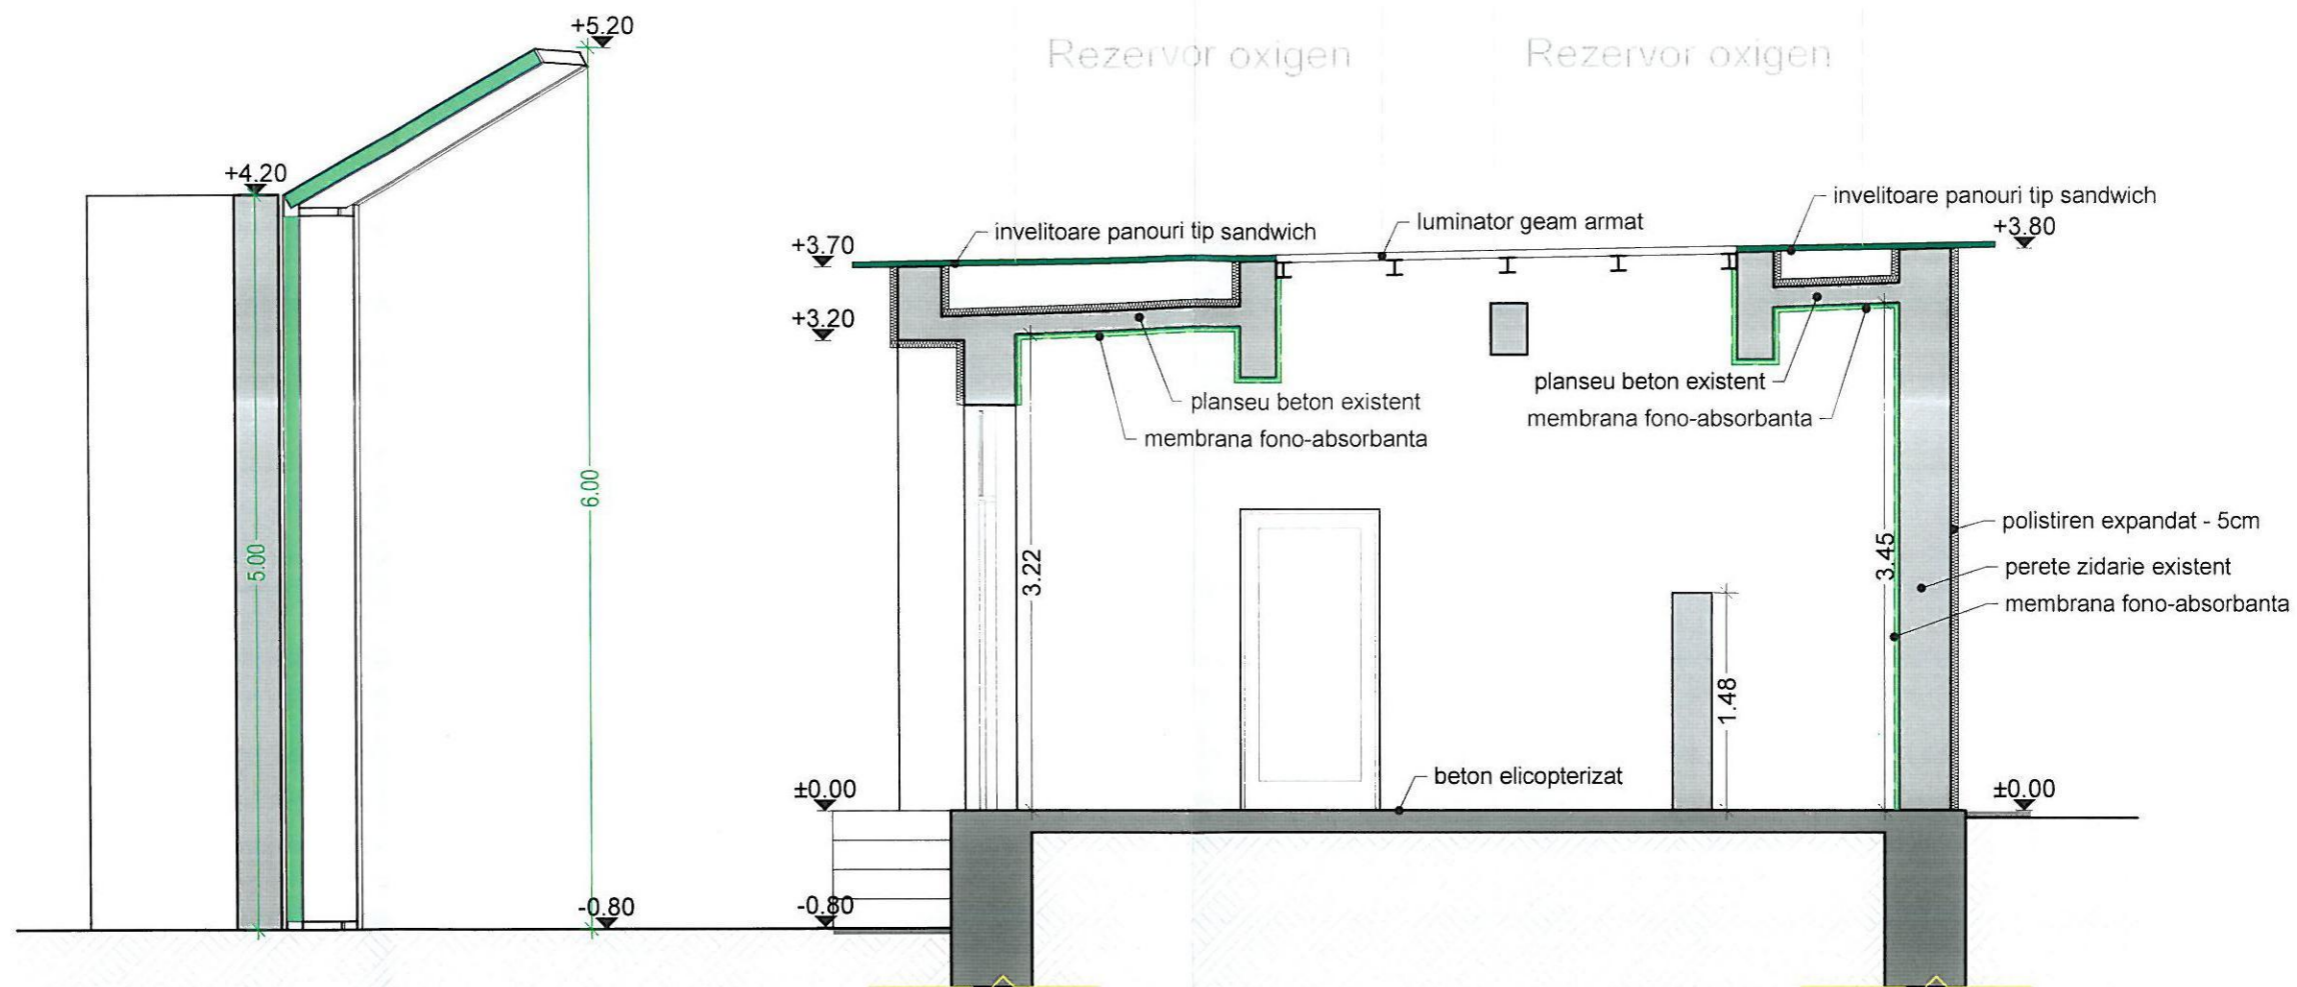 +5.20
Rezervor oxigen
Rezervor oxigen
+4.20
invelitoare panouri tip sandwich
luminator geam armat
+3.80
invelitoare panouri tip sandwich
+3.70
+3.20
planseu beton existent
planseu beton existent
membrana fono-absorbanta
membrana fono-absorbanta
6.00
5.00
3.22
3.45
polistiren expandat - 5cm
perete zidarie existent
membrana fono-absorbanta
1.48
beton elicopterizat
±0.00
±0.00
-0.80
-0.80